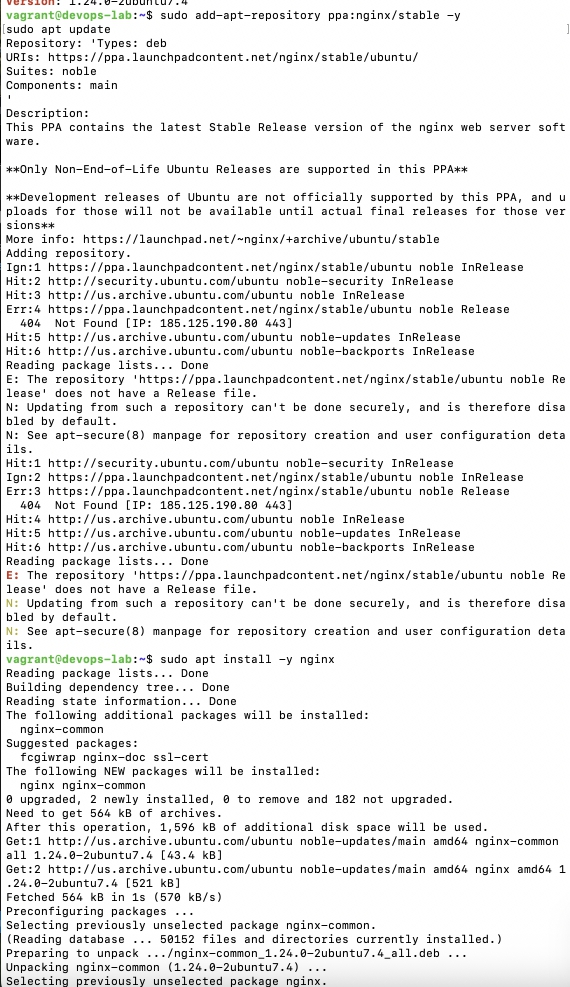 Version: 1.24.0-2ubuntu7.4
vagrant@devops-lab:~$ sudo add-apt-repository ppa:nginx/stable -y
[sudo apt update ]
Repository: 'Types: deb
URIs: https://ppa.launchpadcontent.net/nginx/stable/ubuntu/
Suites: noble
Components: main
'
Description:
This PPA contains the latest Stable Release version of the nginx web server soft
ware.
**Only Non-End-of-Life Ubuntu Releases are supported in this PPA**
**Development releases of Ubuntu are not officially supported by this PPA, and u
ploads for those will not be available until actual final releases for those ver
sions**
More info: https://launchpad.net/~nginx/+archive/ubuntu/stable
Adding repository.
Ign:1 https://ppa.launchpadcontent.net/nginx/stable/ubuntu noble InRelease
Hit:2 http://security.ubuntu.com/ubuntu noble-security InRelease
Hit:3 http://us.archive.ubuntu.com/ubuntu noble InRelease
Err:4 https://ppa.launchpadcontent.net/nginx/stable/ubuntu noble Release
  404  Not Found [IP: 185.125.190.80 443]
Hit:5 http://us.archive.ubuntu.com/ubuntu noble-updates InRelease
Hit:6 http://us.archive.ubuntu.com/ubuntu noble-backports InRelease
Reading package lists... Done
E: The repository 'https://ppa.launchpadcontent.net/nginx/stable/ubuntu noble Re
lease' does not have a Release file.
N: Updating from such a repository can't be done securely, and is therefore disa
bled by default.
N: See apt-secure(8) manpage for repository creation and user configuration deta
ils.
Hit:1 http://security.ubuntu.com/ubuntu noble-security InRelease
Ign:2 https://ppa.launchpadcontent.net/nginx/stable/ubuntu noble InRelease
Err:3 https://ppa.launchpadcontent.net/nginx/stable/ubuntu noble Release
  404  Not Found [IP: 185.125.190.80 443]
Hit:4 http://us.archive.ubuntu.com/ubuntu noble InRelease
Hit:5 http://us.archive.ubuntu.com/ubuntu noble-updates InRelease
Hit:6 http://us.archive.ubuntu.com/ubuntu noble-backports InRelease
Reading package lists... Done
E: The repository 'https://ppa.launchpadcontent.net/nginx/stable/ubuntu noble Re
lease' does not have a Release file.
N: Updating from such a repository can't be done securely, and is therefore disa
bled by default.
N: See apt-secure(8) manpage for repository creation and user configuration deta
ils.
vagrant@devops-lab:~$ sudo apt install -y nginx
Reading package lists... Done
Building dependency tree... Done
Reading state information... Done
The following additional packages will be installed:
  nginx-common
Suggested packages:
  fcgiwrap nginx-doc ssl-cert
The following NEW packages will be installed:
  nginx nginx-common
0 upgraded, 2 newly installed, 0 to remove and 182 not upgraded.
Need to get 564 kB of archives.
After this operation, 1,596 kB of additional disk space will be used.
Get:1 http://us.archive.ubuntu.com/ubuntu noble-updates/main amd64 nginx-common
all 1.24.0-2ubuntu7.4 [43.4 kB]
Get:2 http://us.archive.ubuntu.com/ubuntu noble-updates/main amd64 nginx amd64 1
.24.0-2ubuntu7.4 [521 kB]
Fetched 564 kB in 1s (570 kB/s)
Preconfiguring packages ...
Selecting previously unselected package nginx-common.
(Reading database ... 50152 files and directories currently installed.)
Preparing to unpack .../nginx-common_1.24.0-2ubuntu7.4_all.deb ...
Unpacking nginx-common (1.24.0-2ubuntu7.4) ...
Selecting previously unselected package nginx.